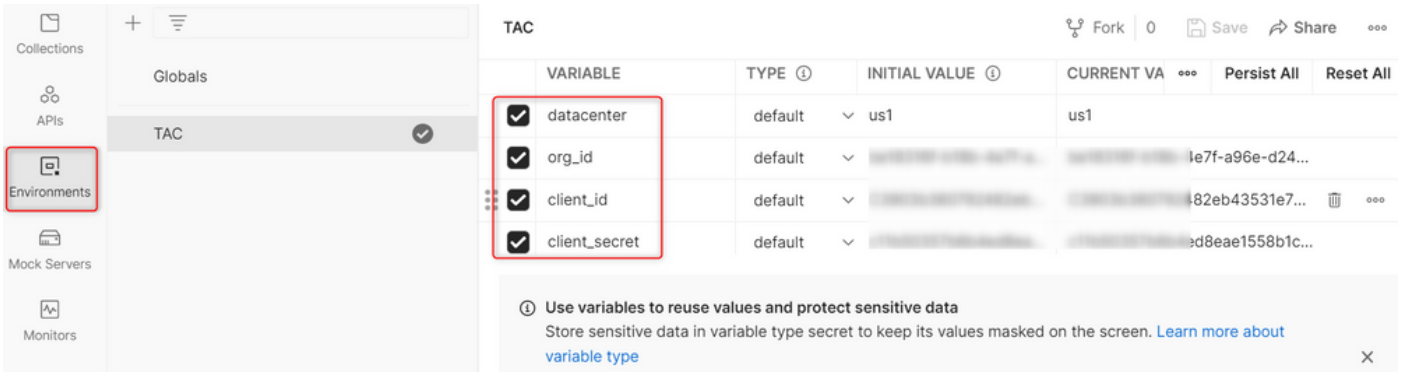 Collections
APIs
Environments
Mock Servers
Monitors
Globals
TAC
TAC
Fork 0 Save Share
VARIABLE TYPE INITIAL VALUE CURRENT VA Persist All Reset All
datacenter default us1 us1
org_id default 4e7f-a96e-d24...
client_id default 482eb43531e7...
client_secret default ed8eae1558b1c...
Use variables to reuse values and protect sensitive data
Store sensitive data in variable type secret to keep its values masked on the screen. Learn more about
variable type